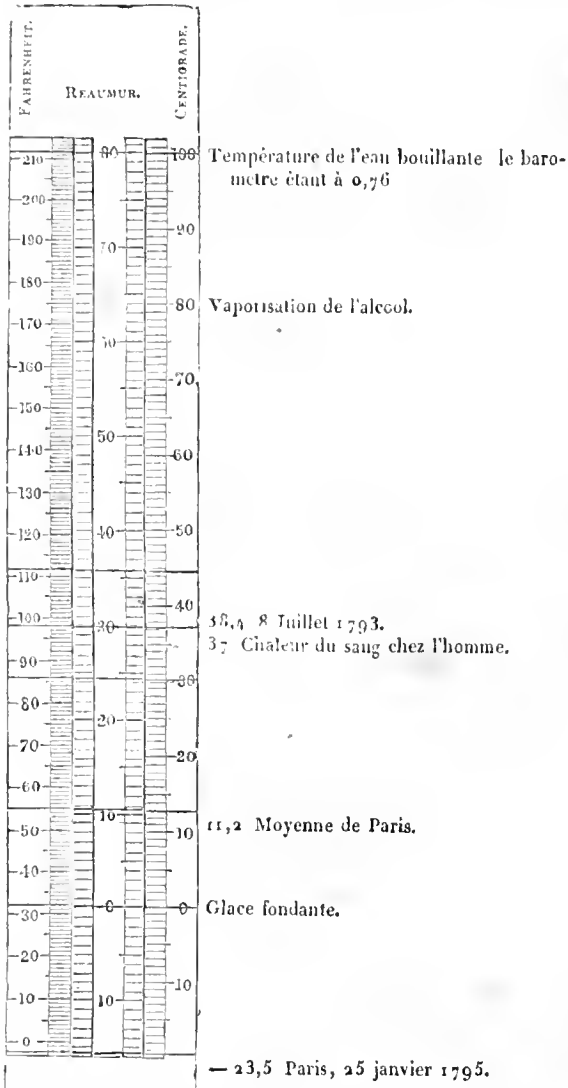 FAHRENHEIT.
REAUMUR.
CENTIGRADE.
210 80 100 Température de l'eau bouillante le baro-
mètre étant à 0,76
200
190 70 90
180 80 Vaporisation de l'alcool.
170
160 60 70
150
140 50 60
130
120 40 50
110
100 30 40 38,4 8 Juillet 1793.
37 Chaleur du sang chez l'homme.
90 30
80
70 20 20
60
50 10 10 11,2 Moyenne de Paris.
40
30 0 0 Glace fondante.
20
10 10 10
0
— 23,5 Paris, 25 janvier 1795.